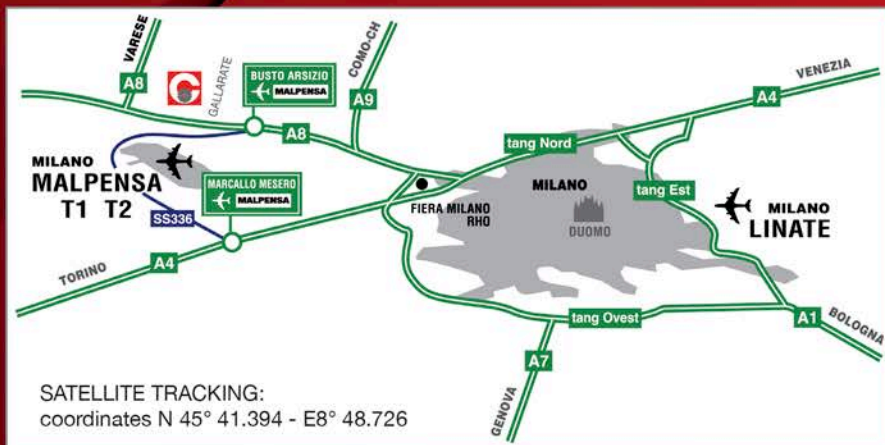 VARESE
COMO-CH
GALLARATE
BUSTO ARSIZIO
MALPENSA
VENEZIA
A8
A9
A4
A8
tang Nord
MILANO
MALPENSA
T1 T2
MARCALLO MESERO
MALPENSA
MILANO
tang Est
SS336
FIERA MILANO
RHO
DUOMO
MILANO
LINATE
TORINO
A4
tang Ovest
A1
BOLOGNA
A7
GENOVA
SATELLITE TRACKING:
coordinates N 45° 41.394 - E8° 48.726